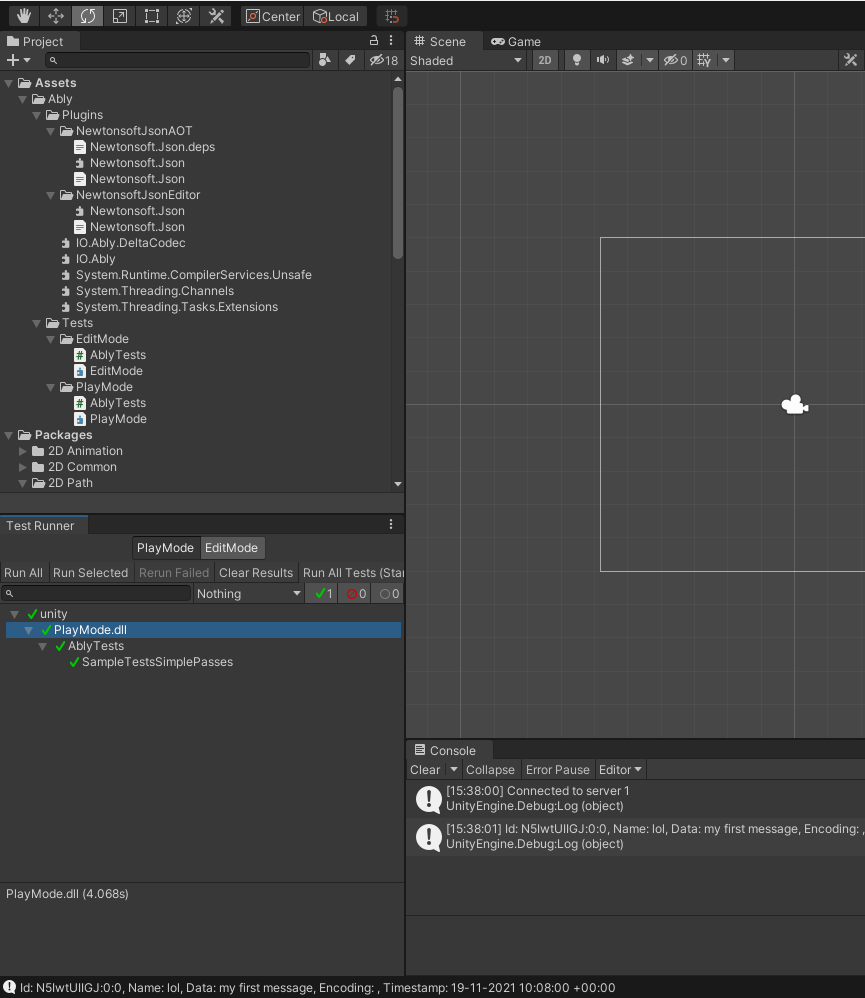 Center
Local
Project
18
Assets
Ably
Plugins
NewtonsoftJsonAOT
Newtonsoft.Json.deps
Newtonsoft.Json
Newtonsoft.Json
NewtonsoftJsonEditor
Newtonsoft.Json
Newtonsoft.Json
IO.Ably.DeltaCodec
IO.Ably
System.Runtime.CompilerServices.Unsafe
System.Threading.Channels
System.Threading.Tasks.Extensions
Tests
EditMode
AblyTests
EditMode
PlayMode
AblyTests
PlayMode
Packages
2D Animation
2D Common
2D Path
Scene
Game
Shaded
2D
0
Test Runner
PlayMode
EditMode
Run All
Run Selected
Rerun Failed
Clear Results
Run All Tests (Star
Nothing
1
0
0
unity
PlayMode.dll
AblyTests
SampleTestsSimplePasses
PlayMode.dll (4.068s)
Console
Clear
Collapse
Error Pause
Editor
[15:38:00] Connected to server 1
UnityEngine.Debug:Log (object)
[15:38:01] Id: N5IwtUIIGJ:0:0, Name: lol, Data: my first message, Encoding: ,
UnityEngine.Debug:Log (object)
Id: N5IwtUIIGJ:0:0, Name: lol, Data: my first message, Encoding: , Timestamp: 19-11-2021 10:08:00 +00:00